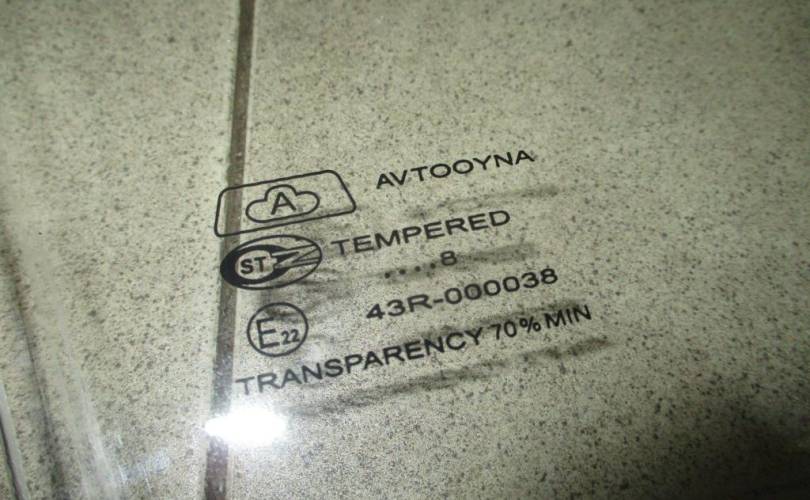 A AVTOOYNA
ST TEMPERED
....8
E22 43R-000038
TRANSPARENCY 70% MIN